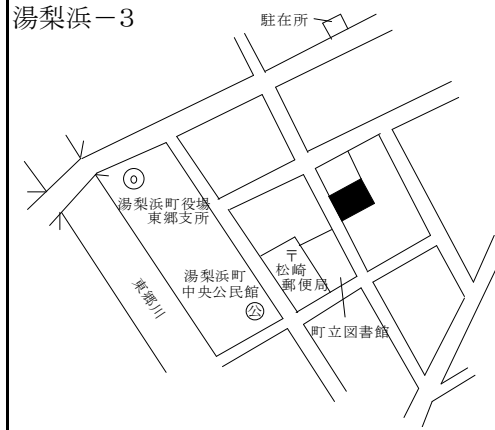 湯梨浜－3
駐在所
◎
湯梨浜町役場
東郷支所
東郷川
湯梨浜町
中央公民館
公
〒
松崎
郵便局
町立図書館